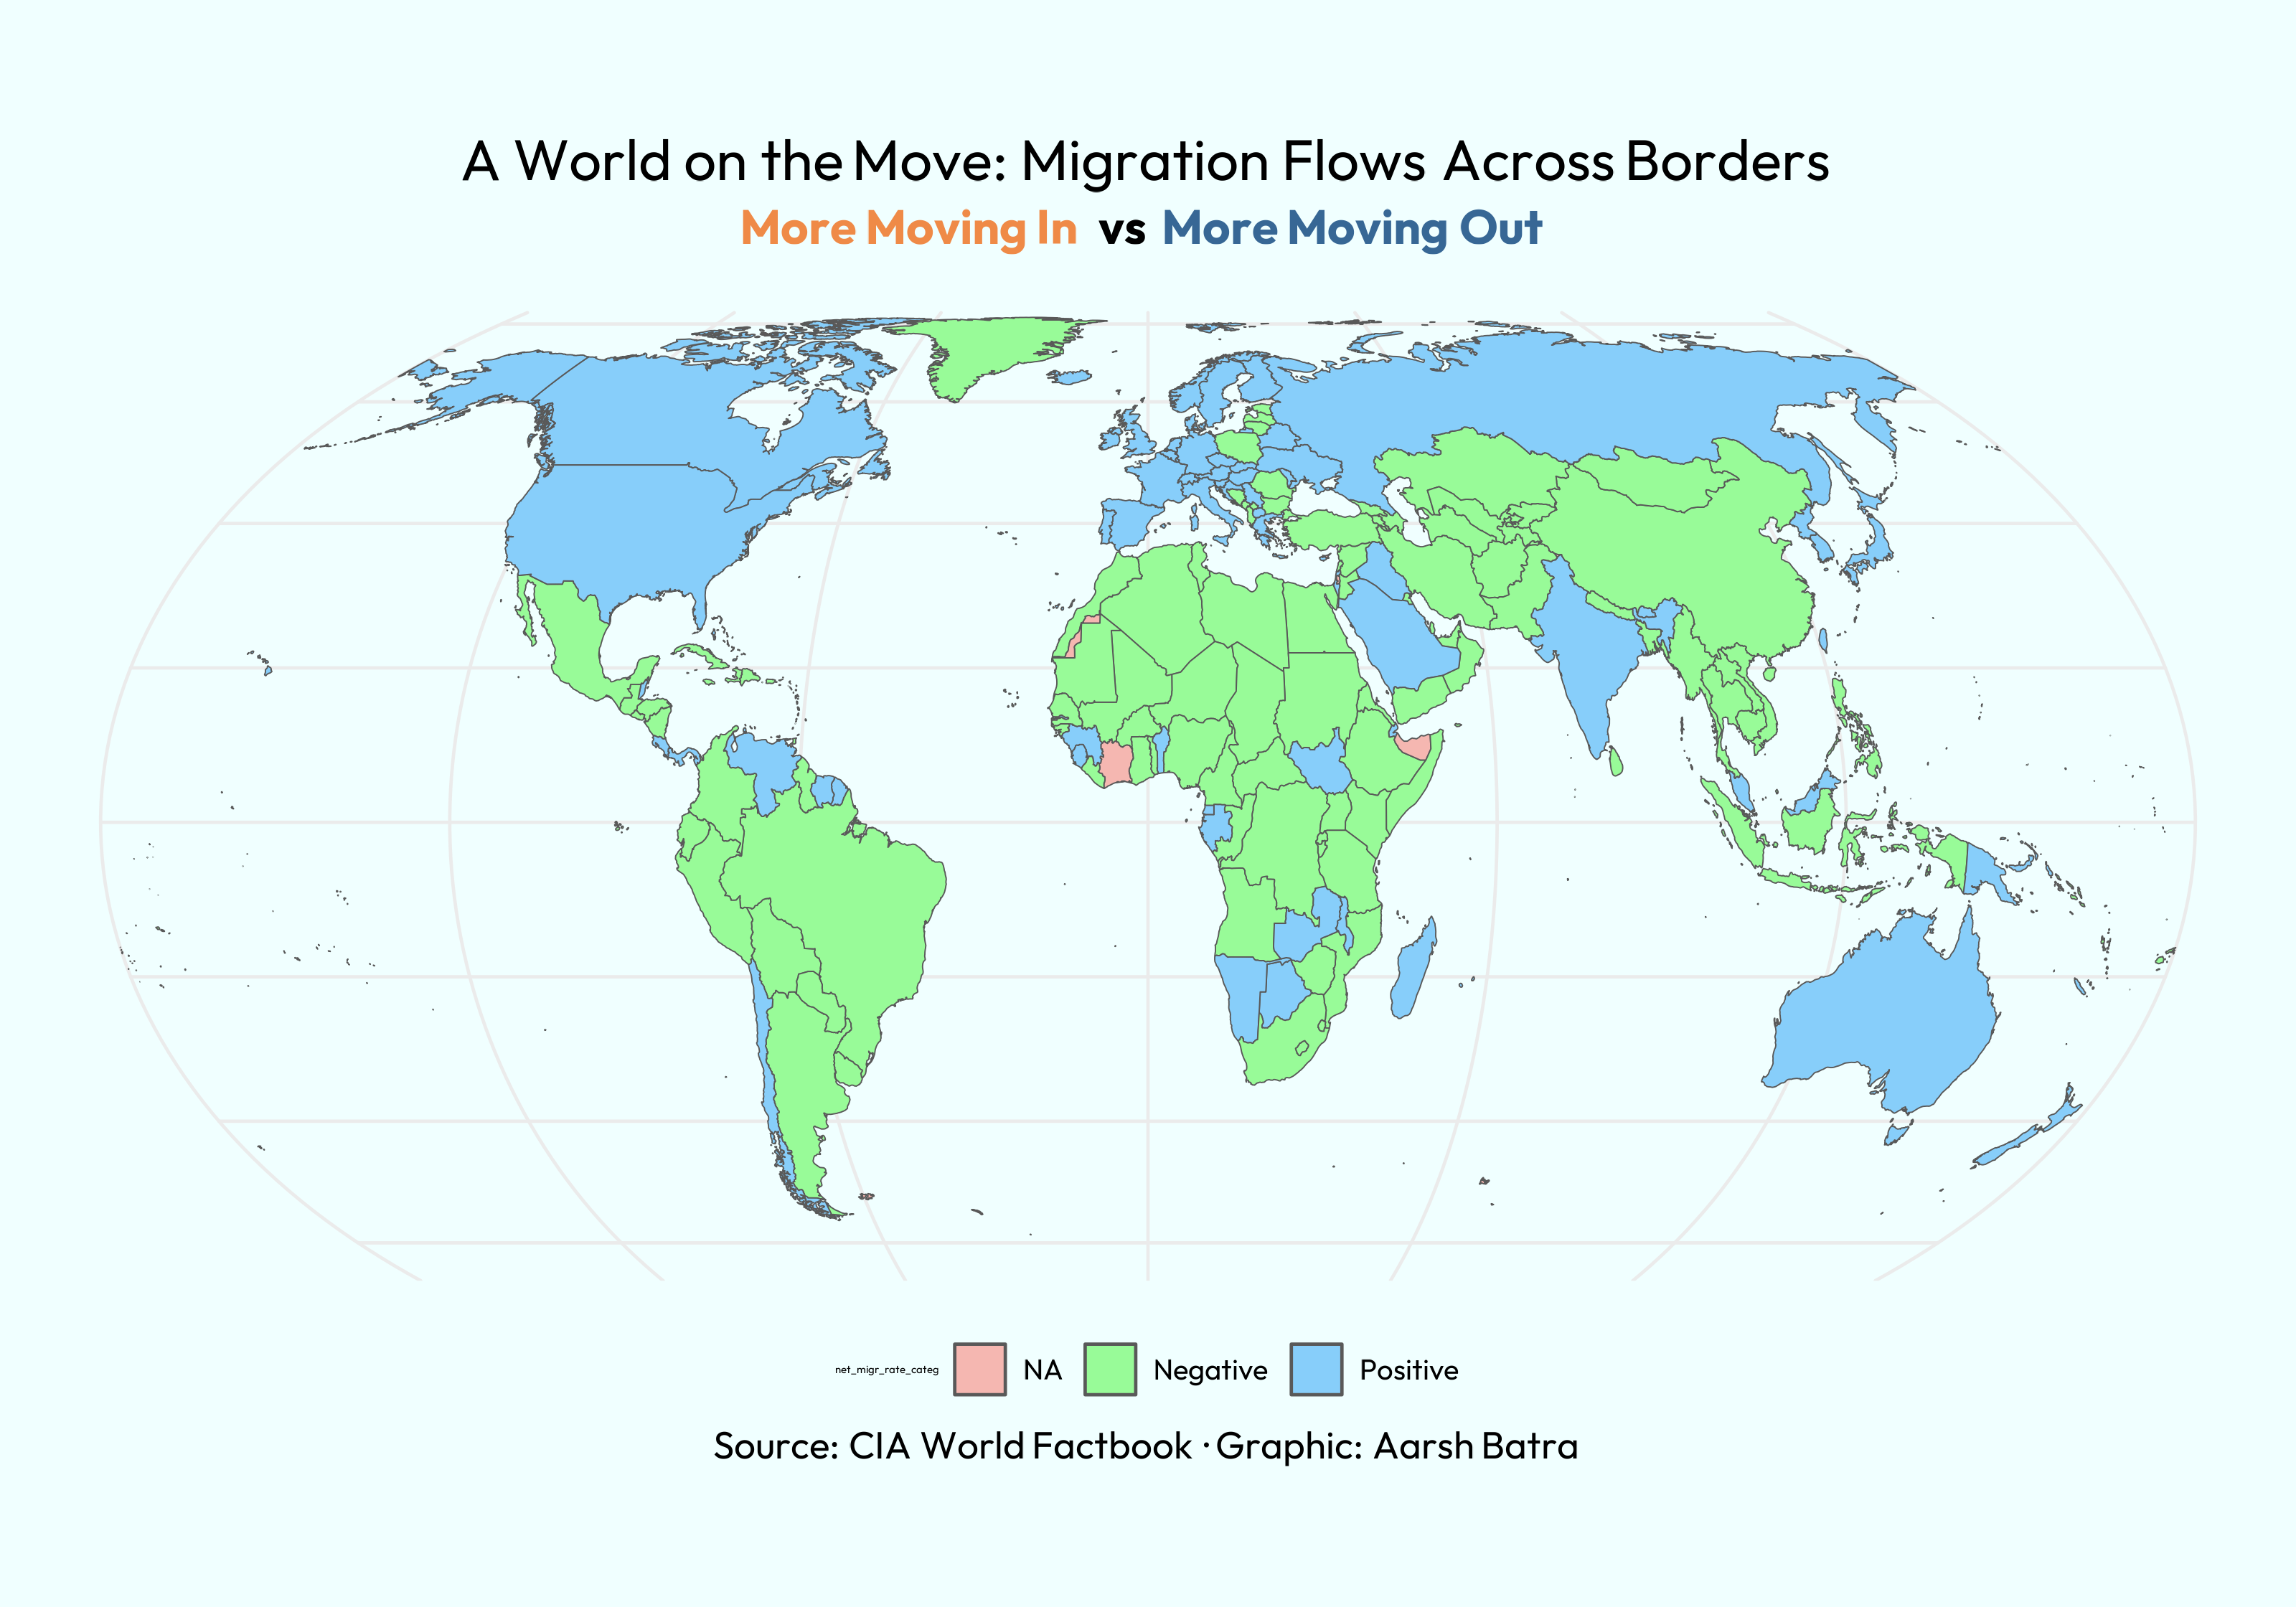 A World on the Move: Migration Flows Across Borders
More Moving In vs More Moving Out
net_migr_rate_categ NA Negative Positive
Source: CIA World Factbook · Graphic: Aarsh Batra